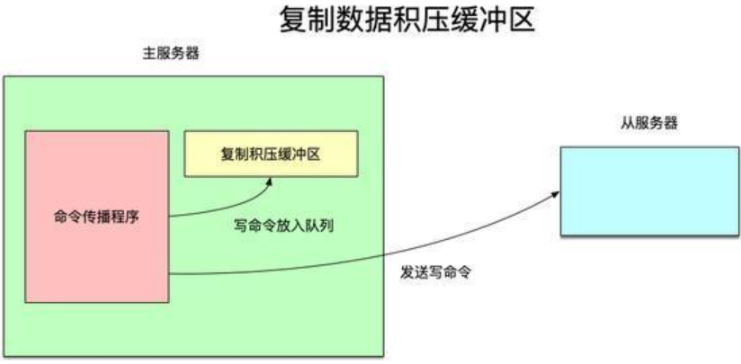 复制数据积压缓冲区
主服务器
从服务器
复制积压缓冲区
命令传播程序
写命令放入队列
发送写命令